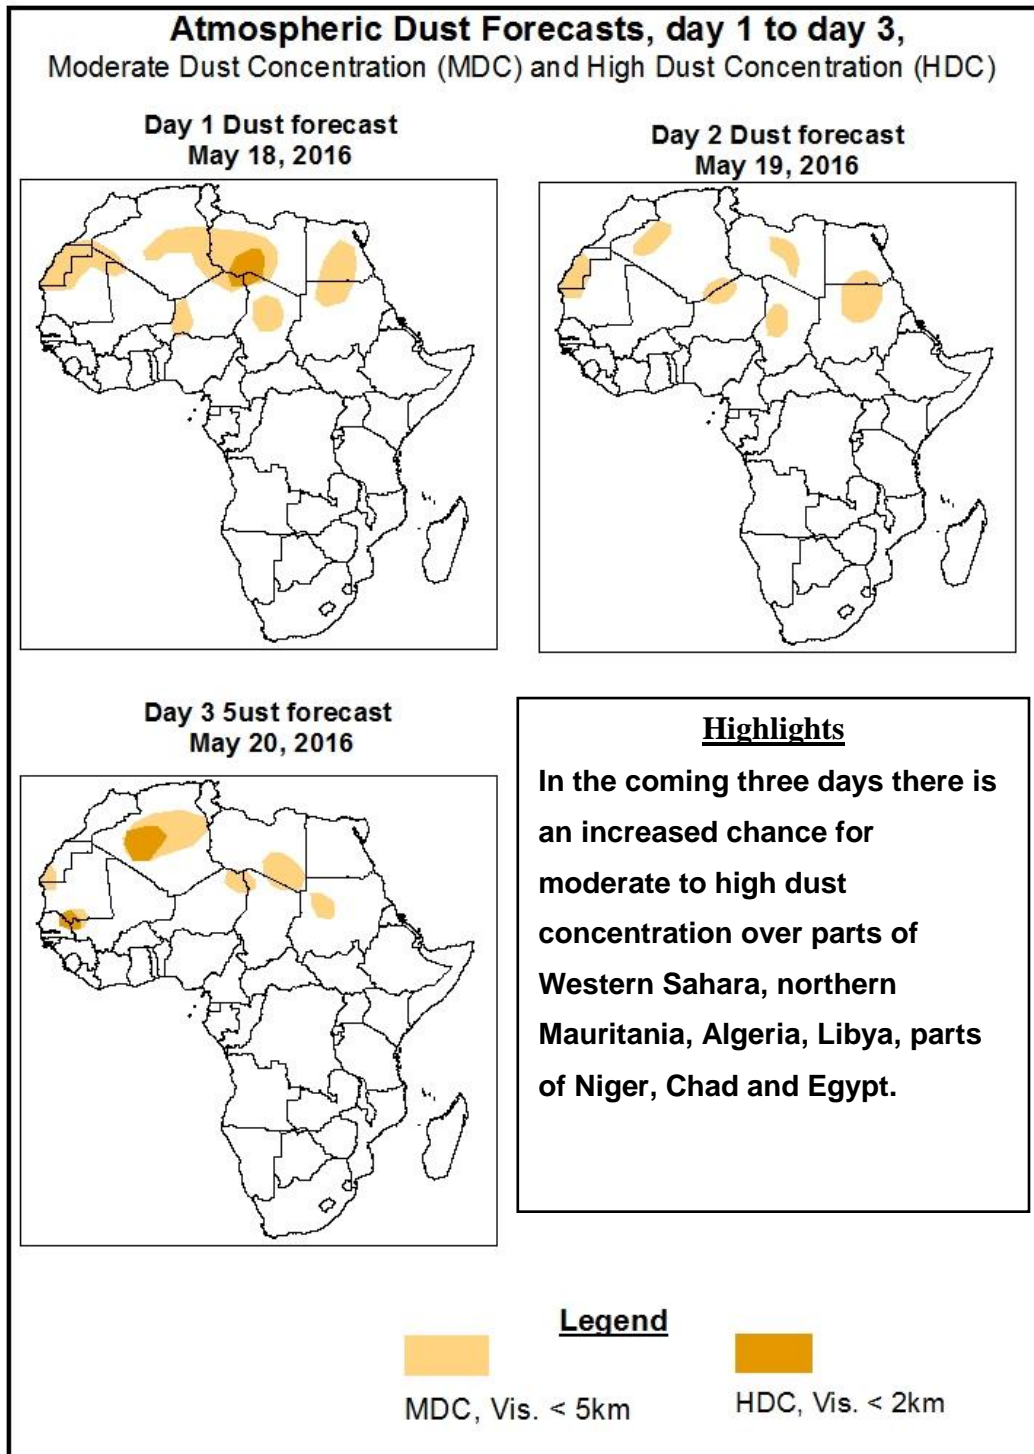 Atmospheric Dust Forecasts, day 1 to day 3,
Moderate Dust Concentration (MDC) and High Dust Concentration (HDC)
Day 1 Dust forecast
May 18, 2016
Day 2 Dust forecast
May 19, 2016
Day 3 5ust forecast
May 20, 2016
Highlights
In the coming three days there is
an increased chance for
moderate to high dust
concentration over parts of
Western Sahara, northern
Mauritania, Algeria, Libya, parts
of Niger, Chad and Egypt.
Legend
MDC, Vis. < 5km
HDC, Vis. < 2km